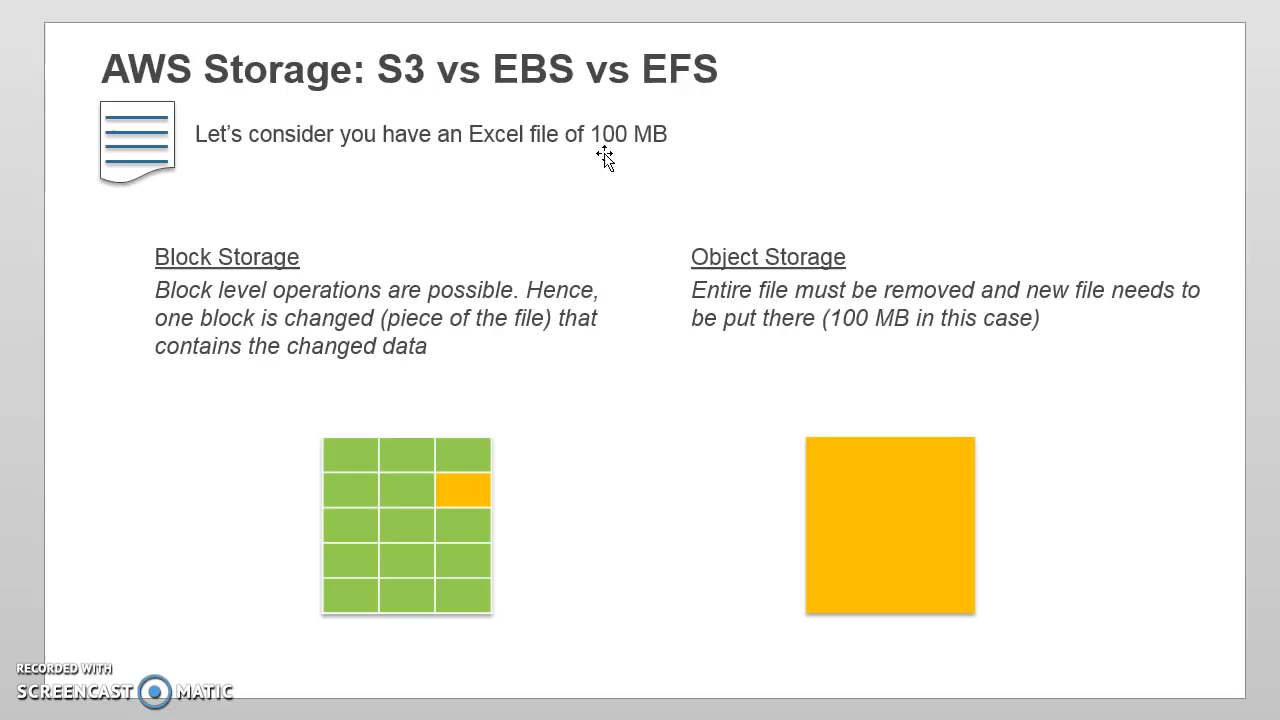 AWS Storage: S3 vs EBS vs EFS
Let's consider you have an Excel file of 100 MB
Block Storage
Block level operations are possible. Hence,
one block is changed (piece of the file) that
contains the changed data
Object Storage
Entire file must be removed and new file needs to
be put there (100 MB in this case)
RECORDED WITH
SCREENCAST MATIC